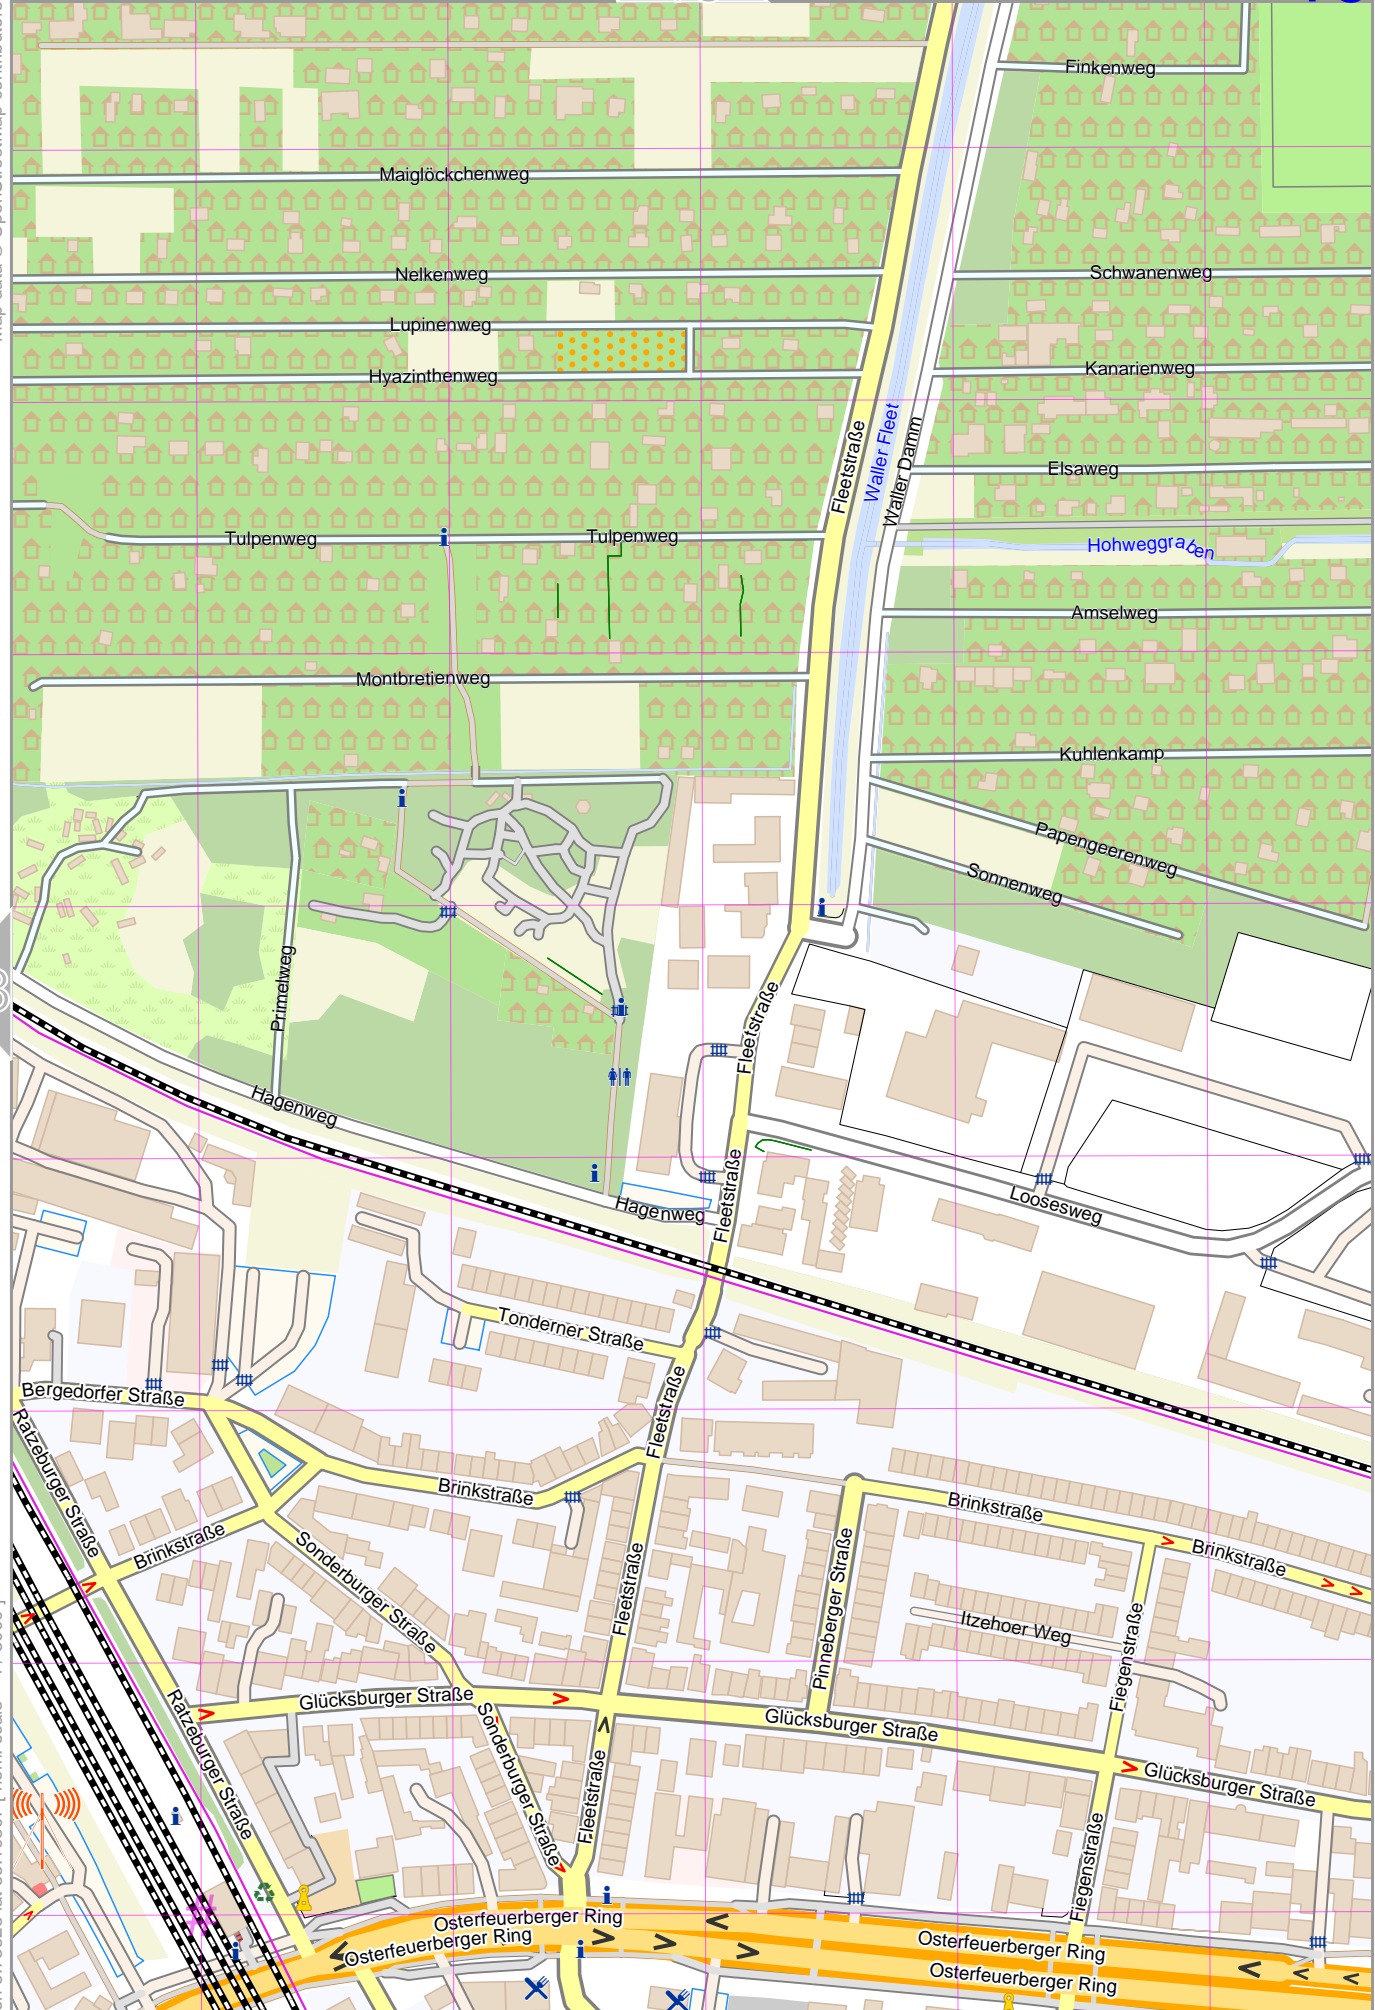 Finkenweg
Maiglöckchenweg
Nelkenweg
Schwanenweg
Lupinenweg
Hyazinthenweg
Kanarienweg
Fleetstraße
Waller Fleet
Waller Damm
Elsaweg
Tulpenweg
Tulpenweg
Hohweggraben
Amselweg
Montbretienweg
Kuhlenkamp
Papengeerenweg
Sonnenweg
Primelweg
Fleetstraße
Hagenweg
Fleetstraße
Hagenweg
Loosesweg
Tonderner Straße
Bergedorfer Straße
Fleetstraße
Ratzeburger Straße
Brinkstraße
Brinkstraße
Brinkstraße
Brinkstraße
Sonderburger Straße
Fleetstraße
Pinneberger Straße
Itzehoer Weg
Fiegenstraße
Glücksburger Straße
Ratzeburger Straße
Sonderburger Straße
Glücksburger Straße
Fleetstraße
Glücksburger Straße
Fiegenstraße
Osterfeuerberger Ring
Osterfeuerberger Ring
Osterfeuerberger Ring
Osterfeuerberger Ring